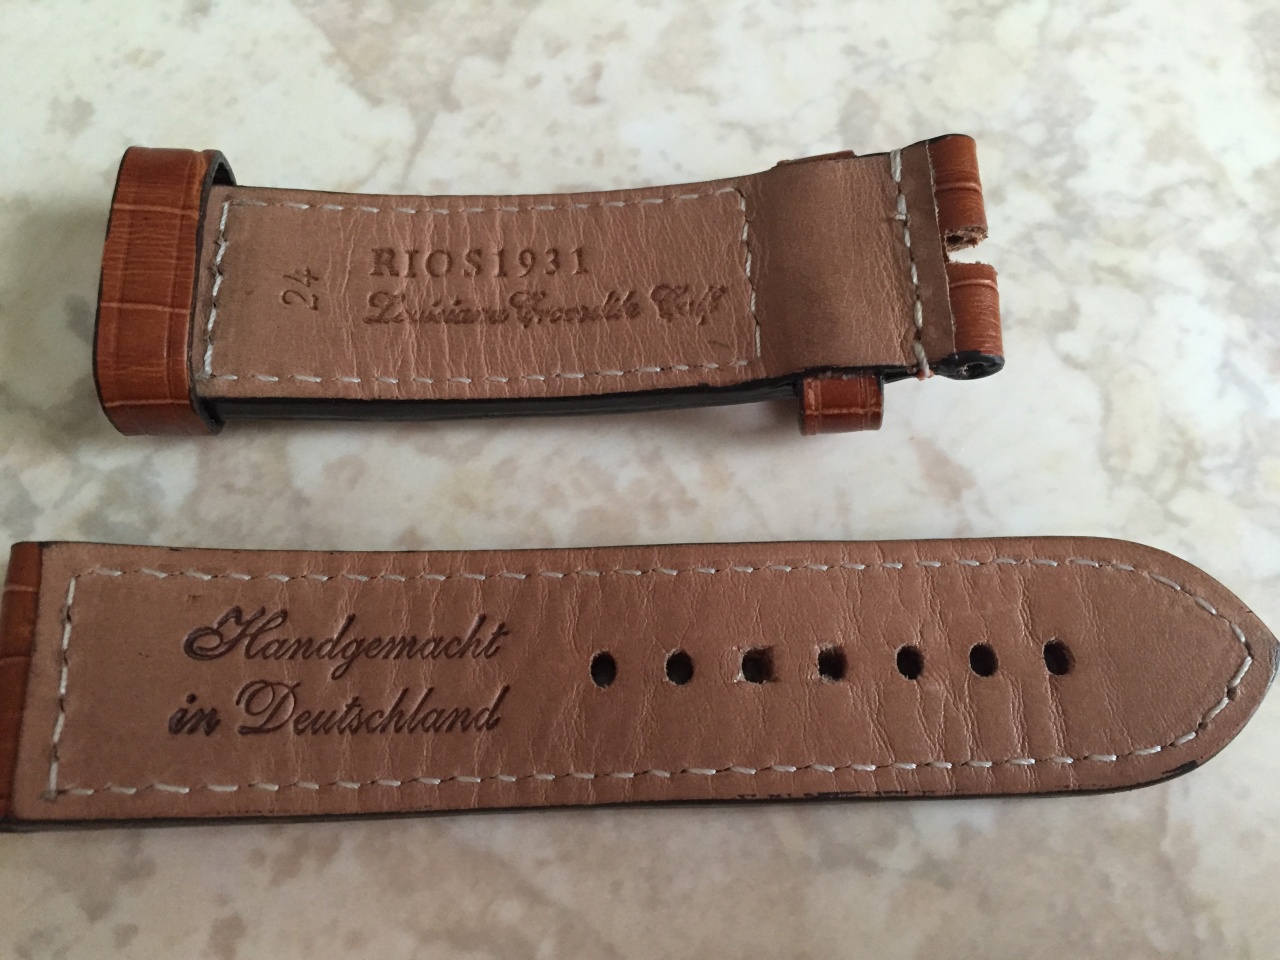 24
RIOS1931
Louisiana Crocodile Calf
Handgemacht
in Deutschland